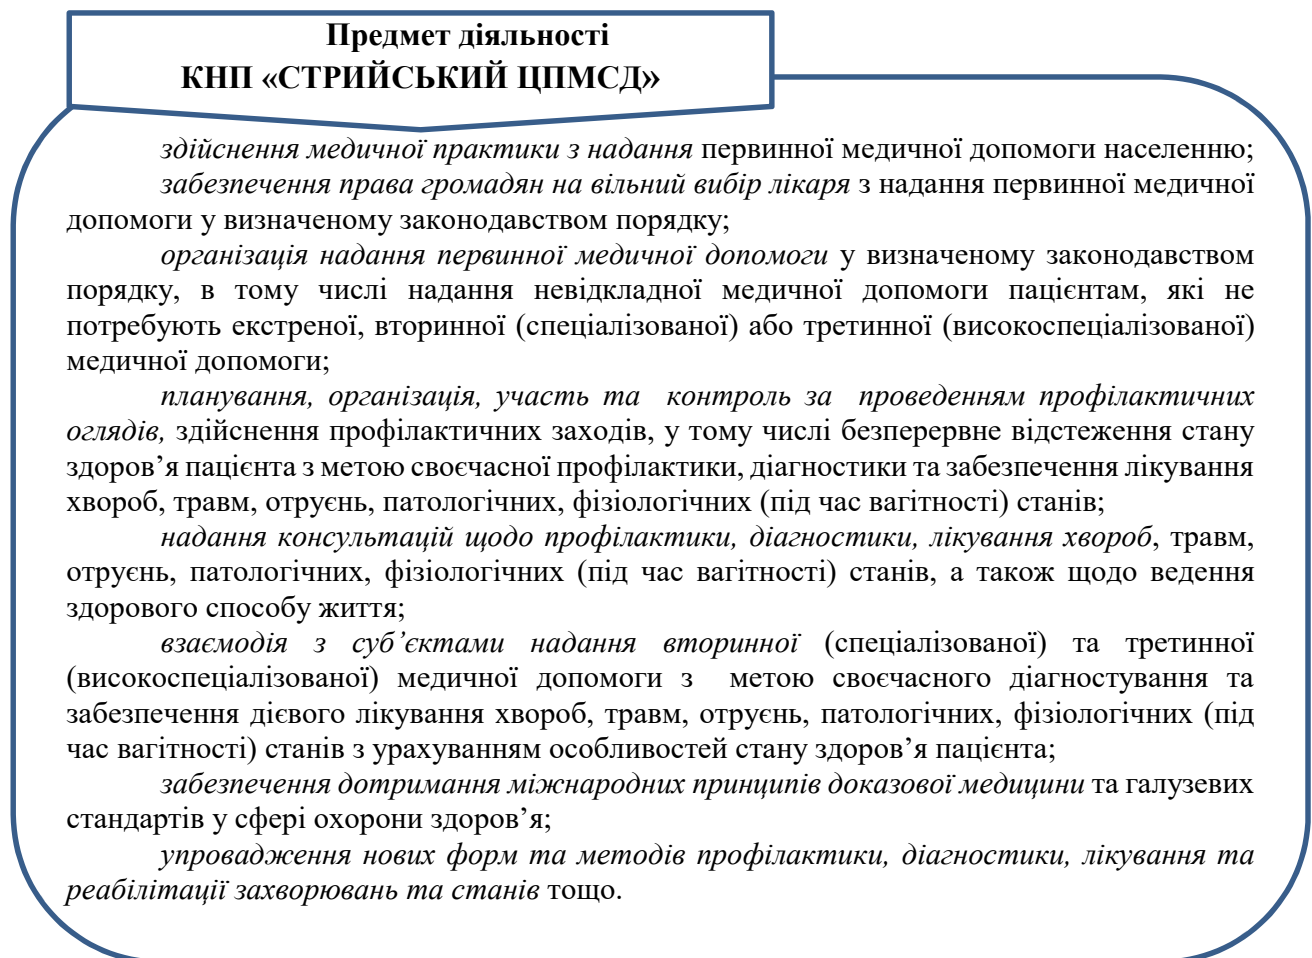 Предмет діяльності
КНП «СТРИЙСЬКИЙ ЦПМСД»
здійснення медичної практики з надання первинної медичної допомоги населенню;
забезпечення права громадян на вільний вибір лікаря з надання первинної медичної
допомоги у визначеному законодавством порядку;
організація надання первинної медичної допомоги у визначеному законодавством
порядку, в тому числі надання невідкладної медичної допомоги пацієнтам, які не
потребують екстреної, вторинної (спеціалізованої) або третинної (високоспеціалізованої)
медичної допомоги;
планування, організація, участь та контроль за проведенням профілактичних
оглядів, здійснення профілактичних заходів, у тому числі безперервне відстеження стану
здоров’я пацієнта з метою своєчасної профілактики, діагностики та забезпечення лікування
хвороб, травм, отруєнь, патологічних, фізіологічних (під час вагітності) станів;
надання консультацій щодо профілактики, діагностики, лікування хвороб, травм,
отруєнь, патологічних, фізіологічних (під час вагітності) станів, а також щодо ведення
здорового способу життя;
взаємодія з суб’єктами надання вторинної (спеціалізованої) та третинної
(високоспеціалізованої) медичної допомоги з метою своєчасного діагностування та
забезпечення дієвого лікування хвороб, травм, отруєнь, патологічних, фізіологічних (під
час вагітності) станів з урахуванням особливостей стану здоров’я пацієнта;
забезпечення дотримання міжнародних принципів доказової медицини та галузевих
стандартів у сфері охорони здоров’я;
упровадження нових форм та методів профілактики, діагностики, лікування та
реабілітації захворювань та станів тощо.